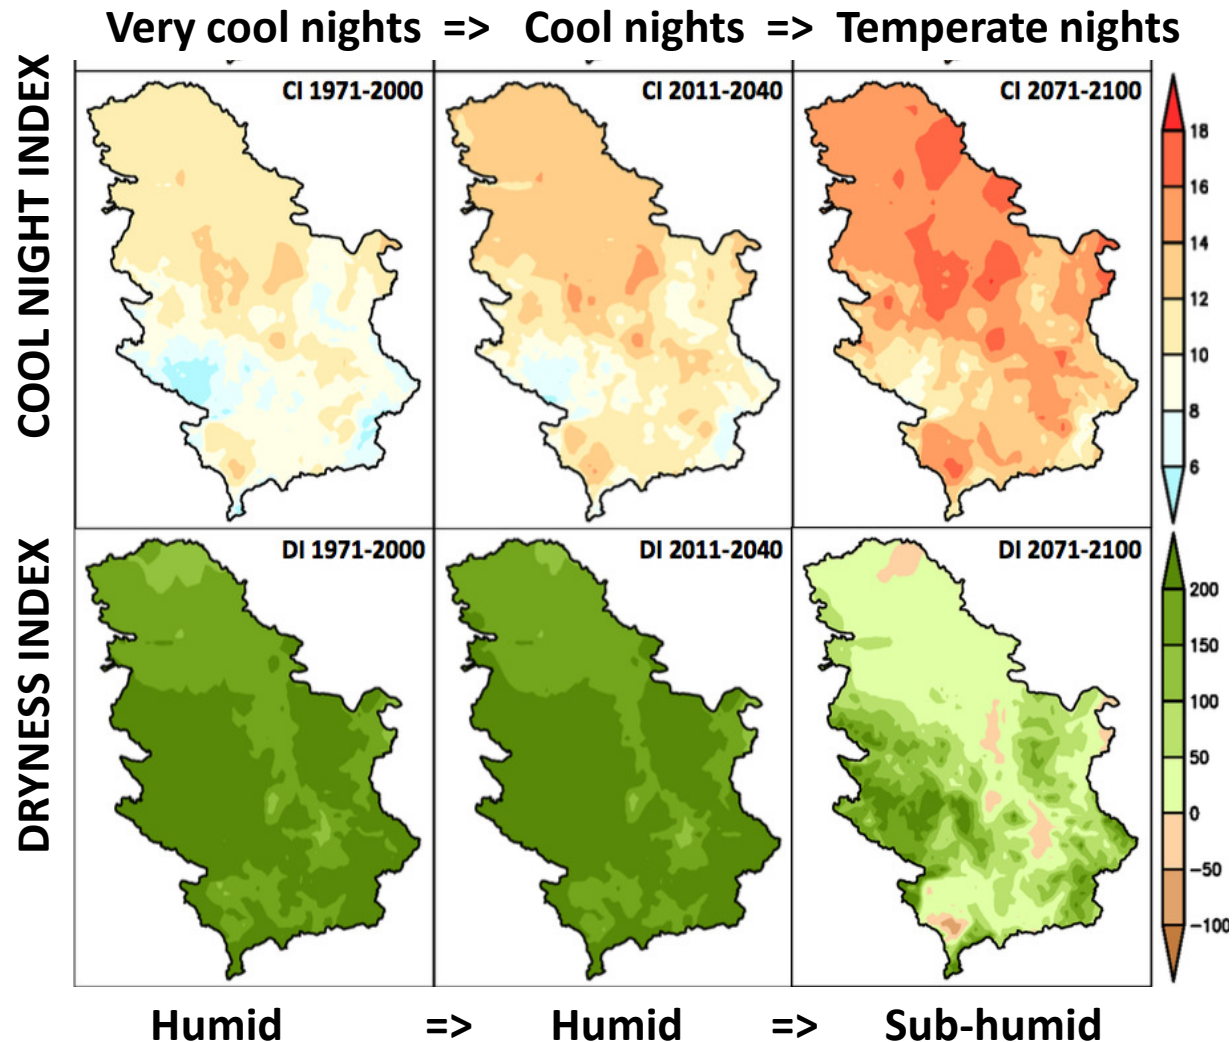 Very cool nights => Cool nights => Temperate nights
COOL NIGHT INDEX
CI 1971-2000
CI 2011-2040
CI 2071-2100
18
16
14
12
10
8
6
DRYNESS INDEX
DI 1971-2000
DI 2011-2040
DI 2071-2100
200
150
100
50
0
−50
−100
Humid => Humid => Sub-humid